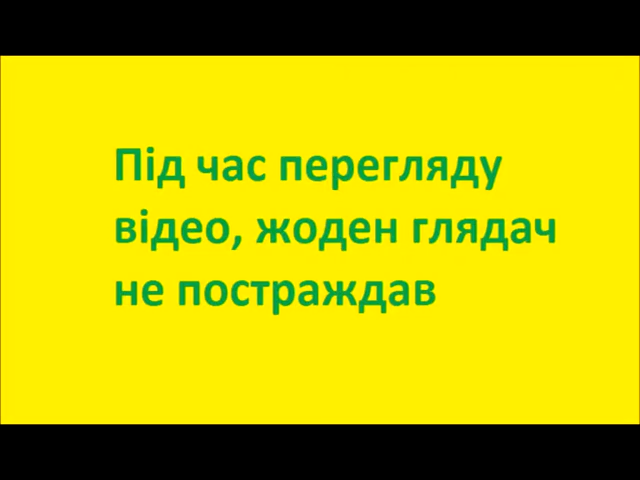 Під час перегляду
відео, жоден глядач
не постраждав